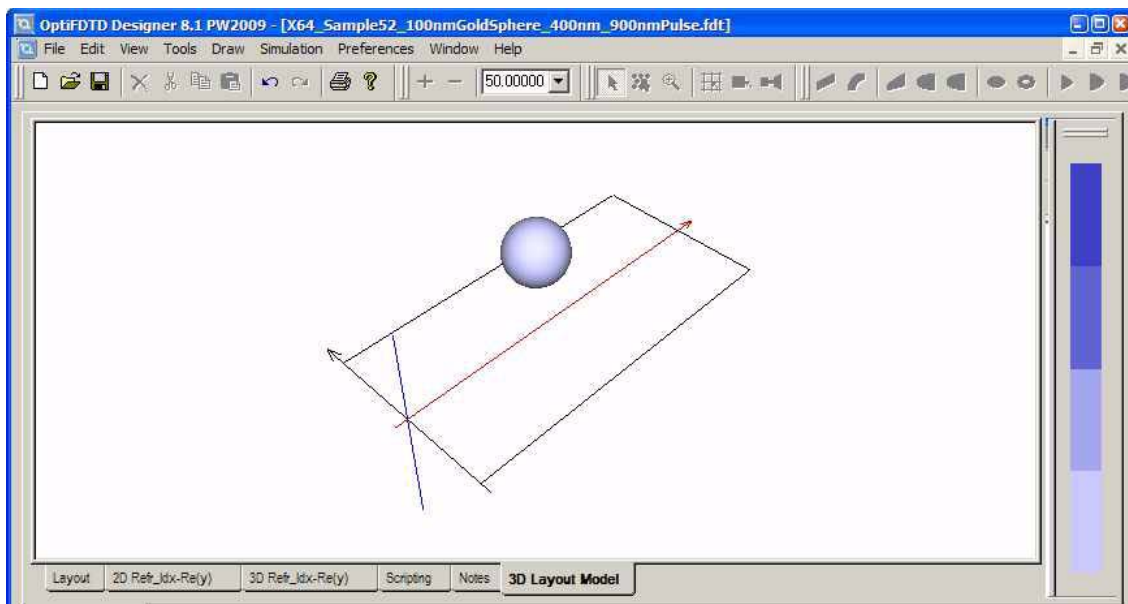 OptiFDTD Designer 8.1 PW2009 - [X64_Sample52_100nmGoldSphere_400nm_900nmPulse.fdt]
File Edit View Tools Draw Simulation Preferences Window Help
50.00000
Layout 2D Refr_Idx-Re(y) 3D Refr_Idx-Re(y) Scripting Notes 3D Layout Model